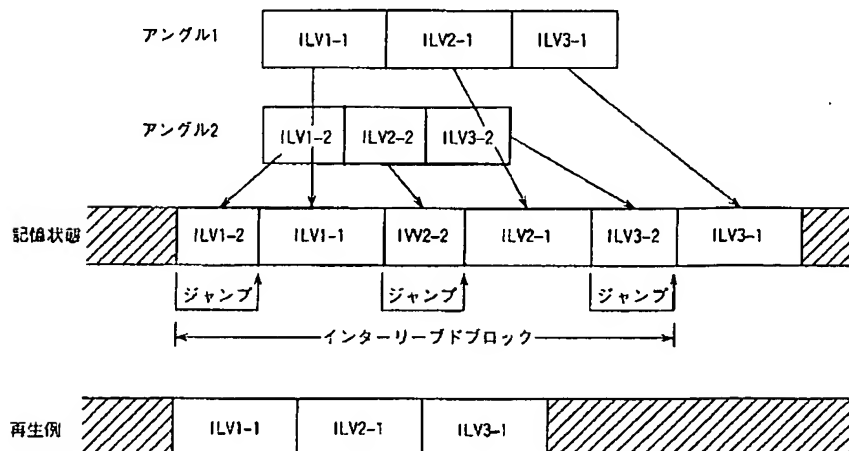 アングル1 ILV1-1 ILV2-1 ILV3-1
アングル2 ILV1-2 ILV2-2 ILV3-2
記憶状態 ILV1-2 ILV1-1 IVV2-2 ILV2-1 ILV3-2 ILV3-1
ジャンプ ジャンプ ジャンプ
インターリーブドブロック
再生例 ILV1-1 ILV2-1 ILV3-1